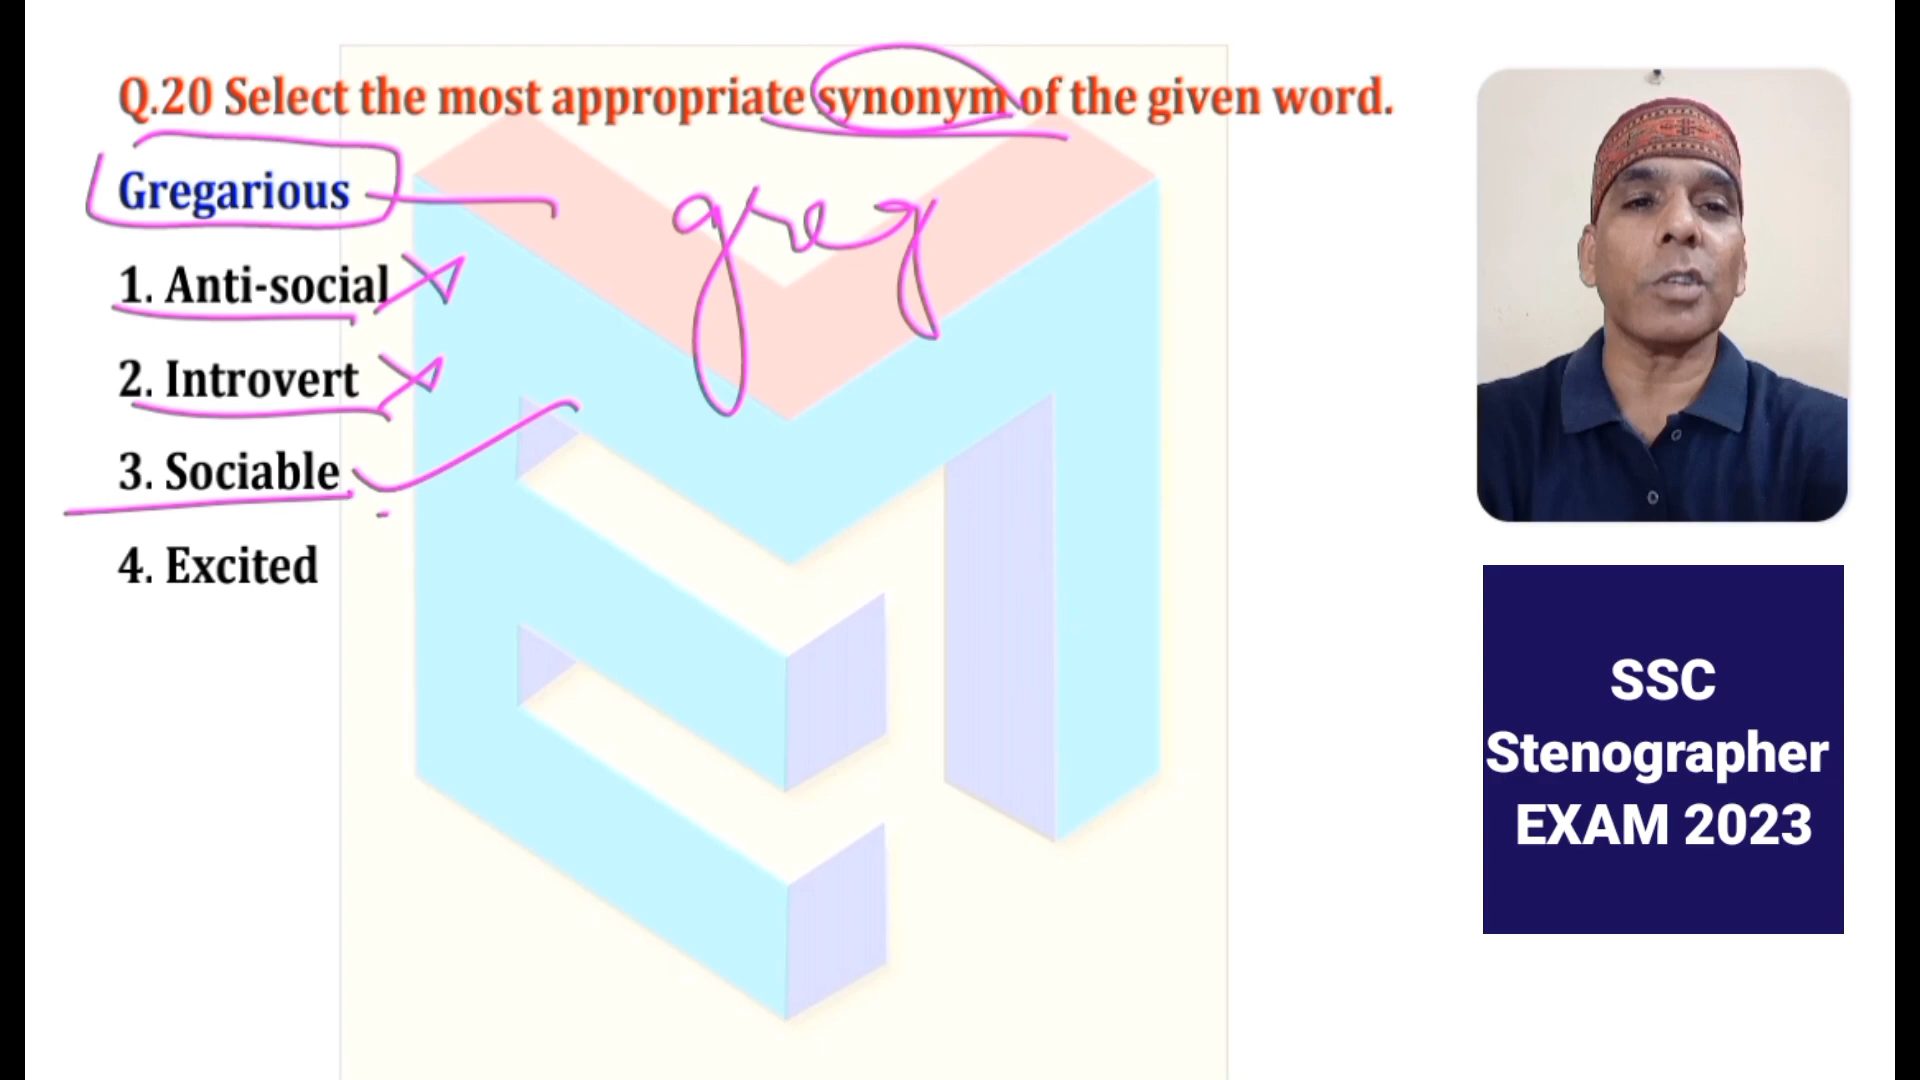 Q.20 Select the most appropriate synonym of the given word.
Gregarious
greg
1. Anti-social
2. Introvert
3. Sociable
4. Excited
SSC
Stenographer
EXAM 2023